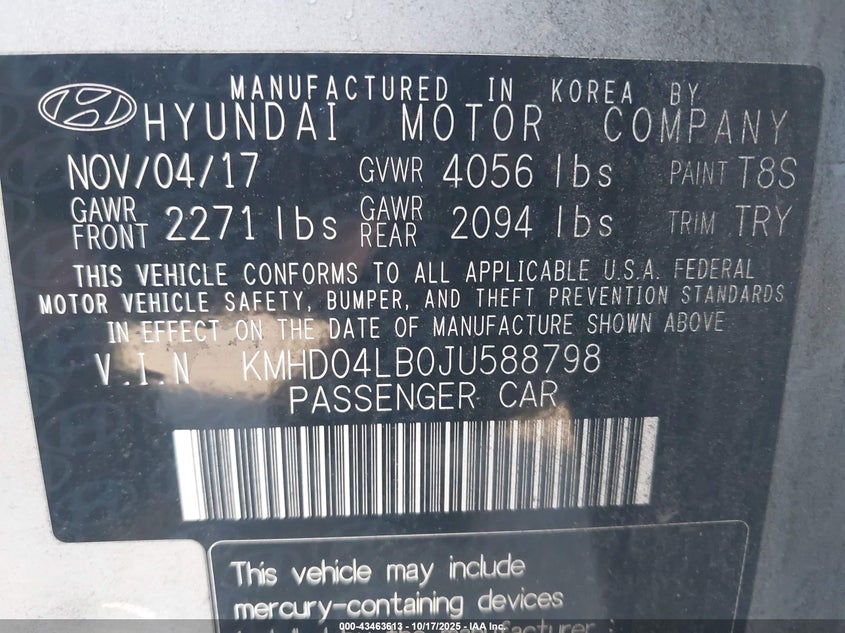 MANUFACTURED IN KOREA BY
HYUNDAI MOTOR COMPANY
NOV/04/17 GVWR 4056 lbs PAINT T8S
GAWR FRONT 2271 lbs GAWR REAR 2094 lbs TRIM TRY
THIS VEHICLE CONFORMS TO ALL APPLICABLE U.S.A. FEDERAL
MOTOR VEHICLE SAFETY, BUMPER, AND THEFT PREVENTION STANDARDS
IN EFFECT ON THE DATE OF MANUFACTURE SHOWN ABOVE
V.I.N KMHD04LB0JU588798
PASSENGER CAR
This vehicle may include
mercury-containing devices
manufacturer
000-43463613 - 10/17/2025 - IAA Inc.